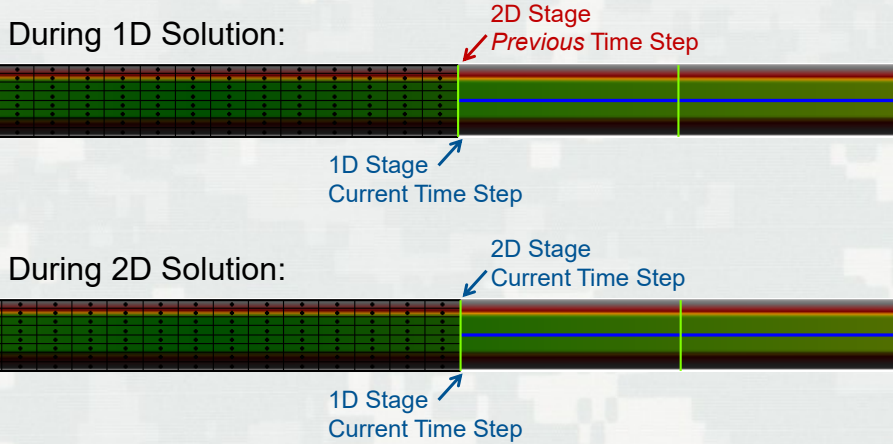 During 1D Solution:
2D Stage
Previous Time Step
1D Stage
Current Time Step
During 2D Solution:
2D Stage
Current Time Step
1D Stage
Current Time Step